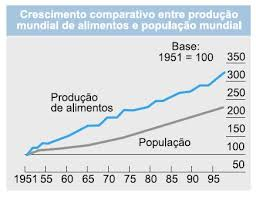 Crescimento comparativo entre produção
mundial de alimentos e população mundial
Base:
1951 = 100
350
300
250
200
150
100
50
Produção
de alimentos
População
1951 55 60 65 70 75 80 85 90 95